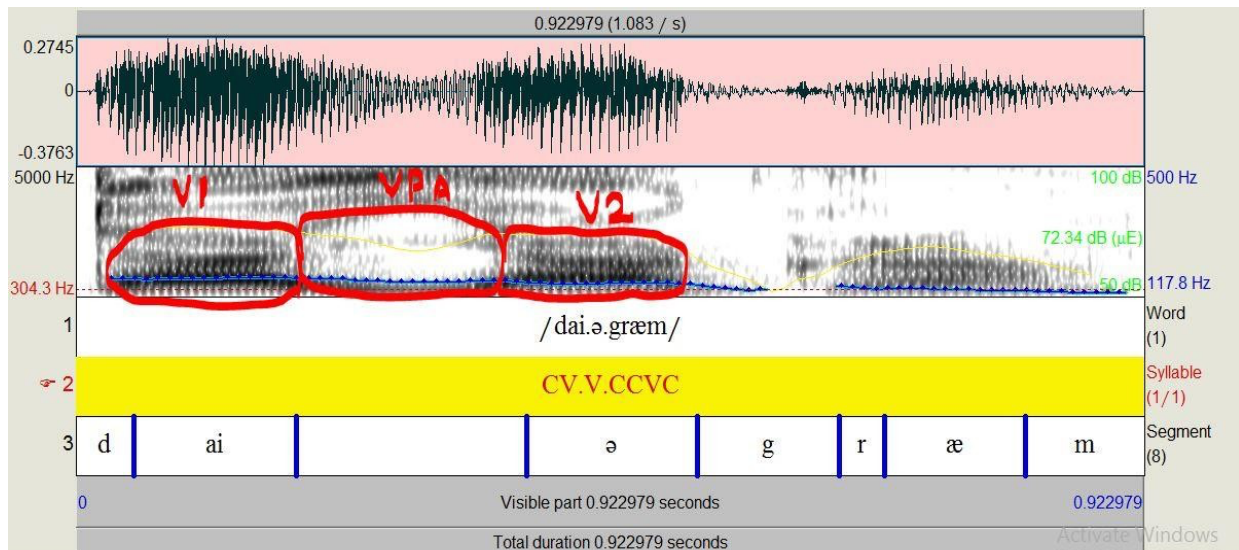 0.922979 (1.083 / s)
0.2745
0
-0.3763
5000 Hz
304.3 Hz
V1
VPA
V2
100 dB
500 Hz
72.34 dB (µE)
50 dB
117.8 Hz
1
/dai.ə.græm/
Word
(1)
☞ 2
CV.V.CCVC
Syllable
(1/1)
3
d ai ə g r æ m
Segment
(8)
0 Visible part 0.922979 seconds 0.922979
Total duration 0.922979 seconds
Activate Windows